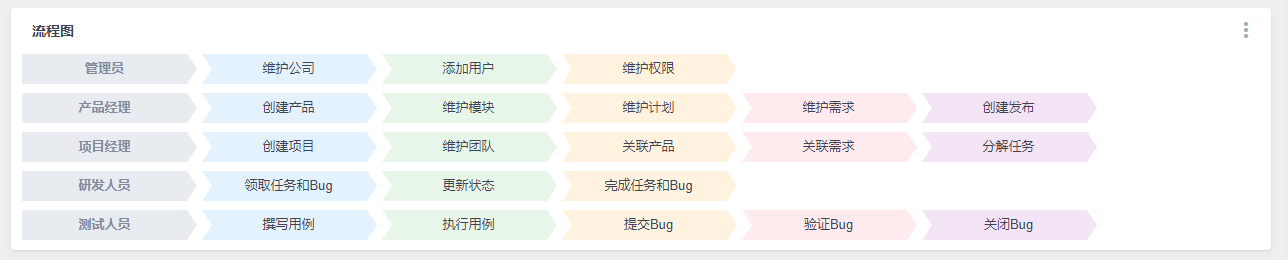 流程图
管理员 维护公司 添加用户 维护权限
产品经理 创建产品 维护模块 维护计划 维护需求 创建发布
项目经理 创建项目 维护团队 关联产品 关联需求 分解任务
研发人员 领取任务和Bug 更新状态 完成任务和Bug
测试人员 撰写用例 执行用例 提交Bug 验证Bug 关闭Bug